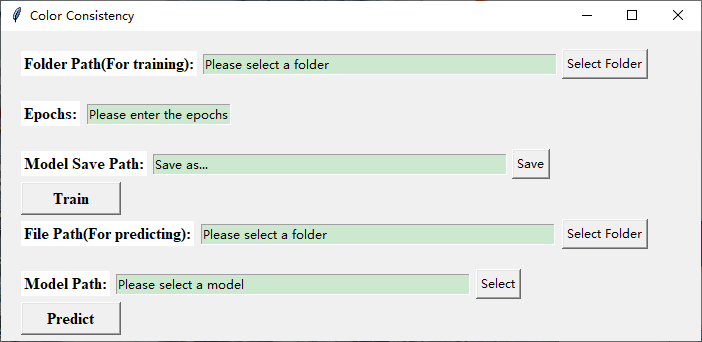 Color Consistency
Folder Path(For training): Please select a folder Select Folder
Epochs: Please enter the epochs
Model Save Path: Save as... Save
Train
File Path(For predicting): Please select a folder Select Folder
Model Path: Please select a model Select
Predict